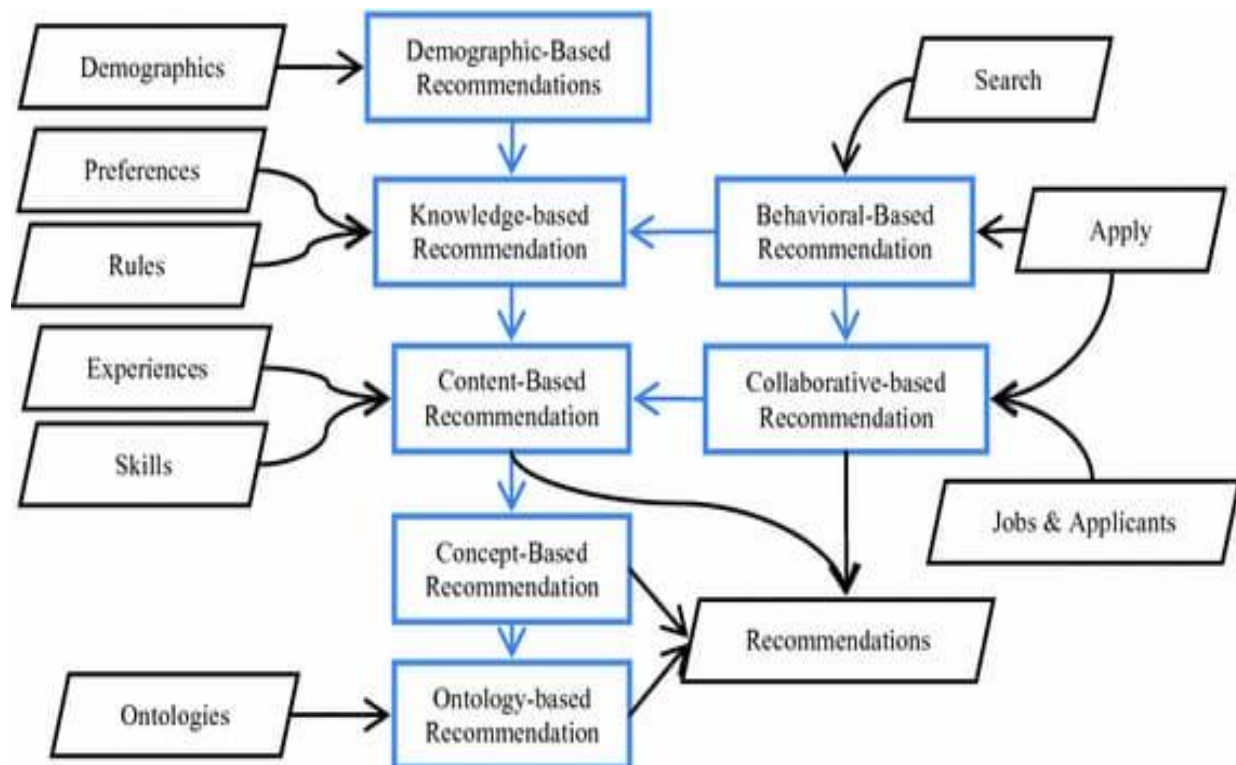 Demographics
Demographic-Based
Recommendations
Search
Preferences
Knowledge-based
Recommendation
Behavioral-Based
Recommendation
Apply
Rules
Experiences
Content-Based
Recommendation
Collaborative-based
Recommendation
Skills
Jobs & Applicants
Concept-Based
Recommendation
Recommendations
Ontologies
Ontology-based
Recommendation